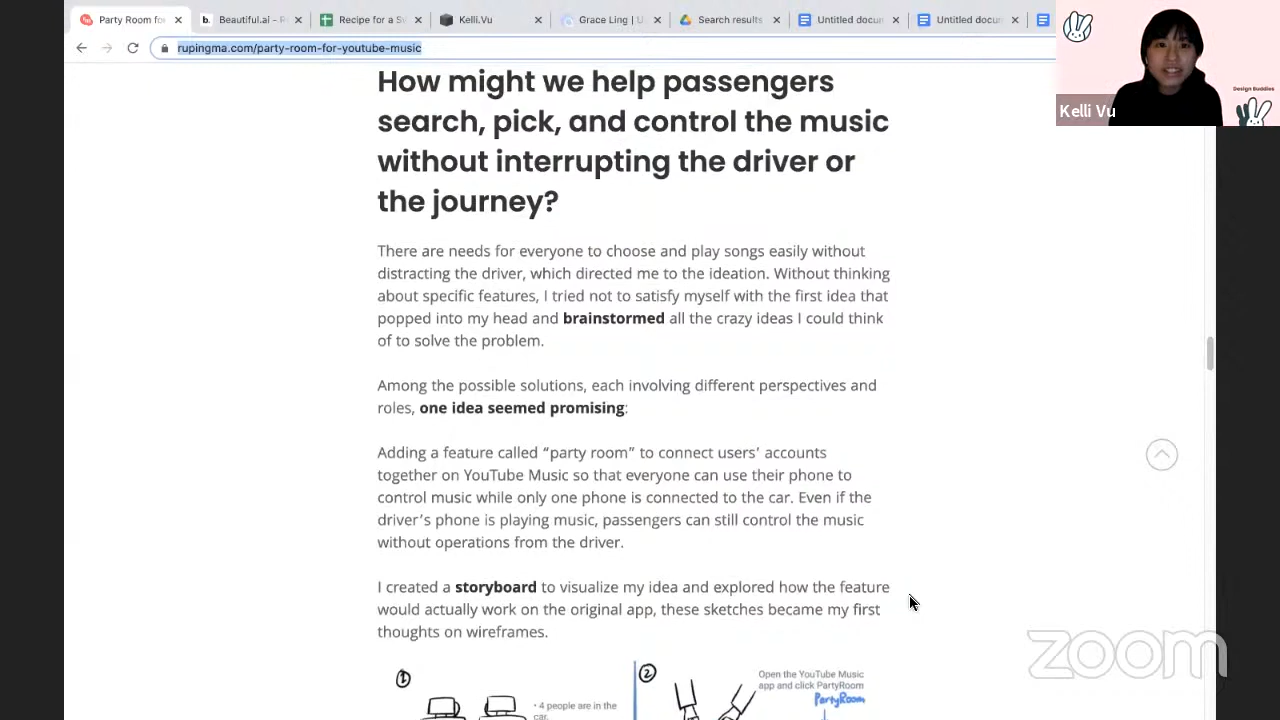 Party Room fo
Beautiful.ai - P
Recipe for a S
Kelli.Vu
Grace Ling | U
Search results
Untitled docu
Untitled docu
rupingma.com/party-room-for-youtube-music
Design Buddies
Kelli Vu
How might we help passengers
search, pick, and control the music
without interrupting the driver or
the journey?
There are needs for everyone to choose and play songs easily without
distracting the driver, which directed me to the ideation. Without thinking
about specific features, I tried not to satisfy myself with the first idea that
popped into my head and brainstormed all the crazy ideas I could think
of to solve the problem.
Among the possible solutions, each involving different perspectives and
roles, one idea seemed promising:
Adding a feature called “party room” to connect users’ accounts
together on YouTube Music so that everyone can use their phone to
control music while only one phone is connected to the car. Even if the
driver’s phone is playing music, passengers can still control the music
without operations from the driver.
I created a storyboard to visualize my idea and explored how the feature
would actually work on the original app, these sketches became my first
thoughts on wireframes.
1
• 4 people are in the
car.
2
Open the YouTube Music
app and click PartyRoom
PartyRoom
zoom